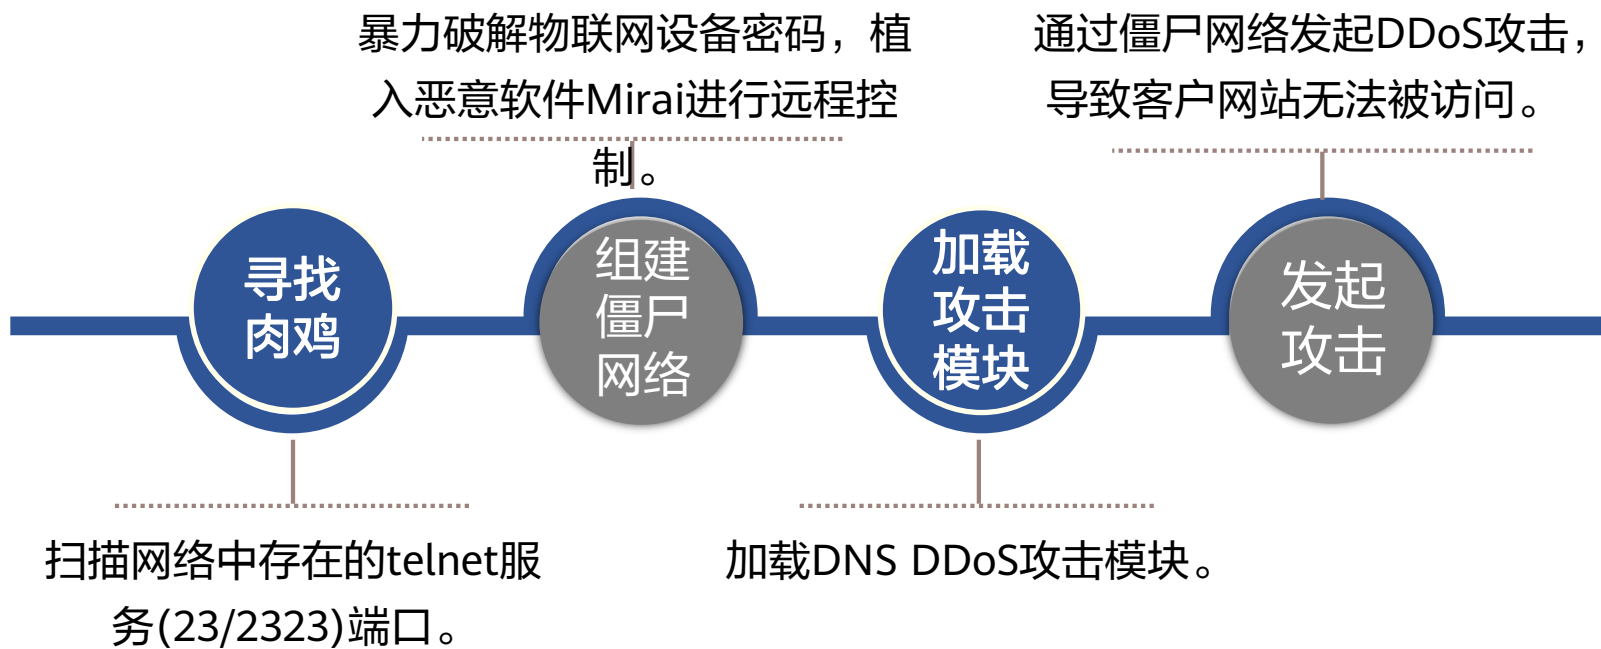 暴力破解物联网设备密码，植
入恶意软件Mirai进行远程控
制。
通过僵尸网络发起DDoS攻击，
导致客户网站无法被访问。
寻找
肉鸡
组建
僵尸
网络
加载
攻击
模块
发起
攻击
扫描网络中存在的telnet服
务(23/2323)端口。
加载DNS DDoS攻击模块。